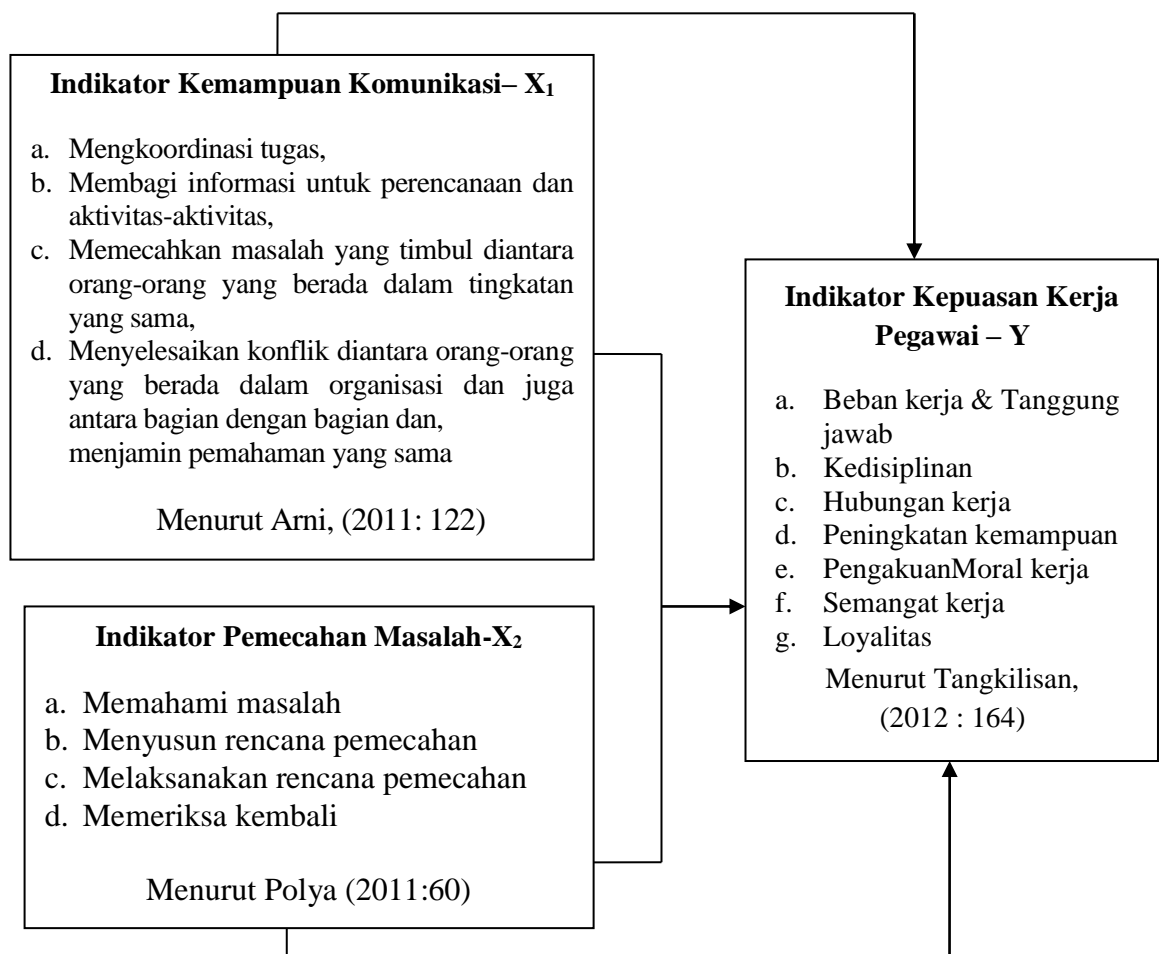 Indikator Kemampuan Komunikasi– X₁
a. Mengkoordinasi tugas,
b. Membagi informasi untuk perencanaan dan
aktivitas-aktivitas,
c. Memecahkan masalah yang timbul diantara
orang-orang yang berada dalam tingkatan
yang sama,
d. Menyelesaikan konflik diantara orang-orang
yang berada dalam organisasi dan juga
antara bagian dengan bagian dan,
menjamin pemahaman yang sama
Menurut Arni, (2011: 122)
Indikator Pemecahan Masalah-X₂
a. Memahami masalah
b. Menyusun rencana pemecahan
c. Melaksanakan rencana pemecahan
d. Memeriksa kembali
Menurut Polya (2011:60)
Indikator Kepuasan Kerja
Pegawai – Y
a. Beban kerja & Tanggung
jawab
b. Kedisiplinan
c. Hubungan kerja
d. Peningkatan kemampuan
e. PengakuanMoral kerja
f. Semangat kerja
g. Loyalitas
Menurut Tangkilisan,
(2012 : 164)